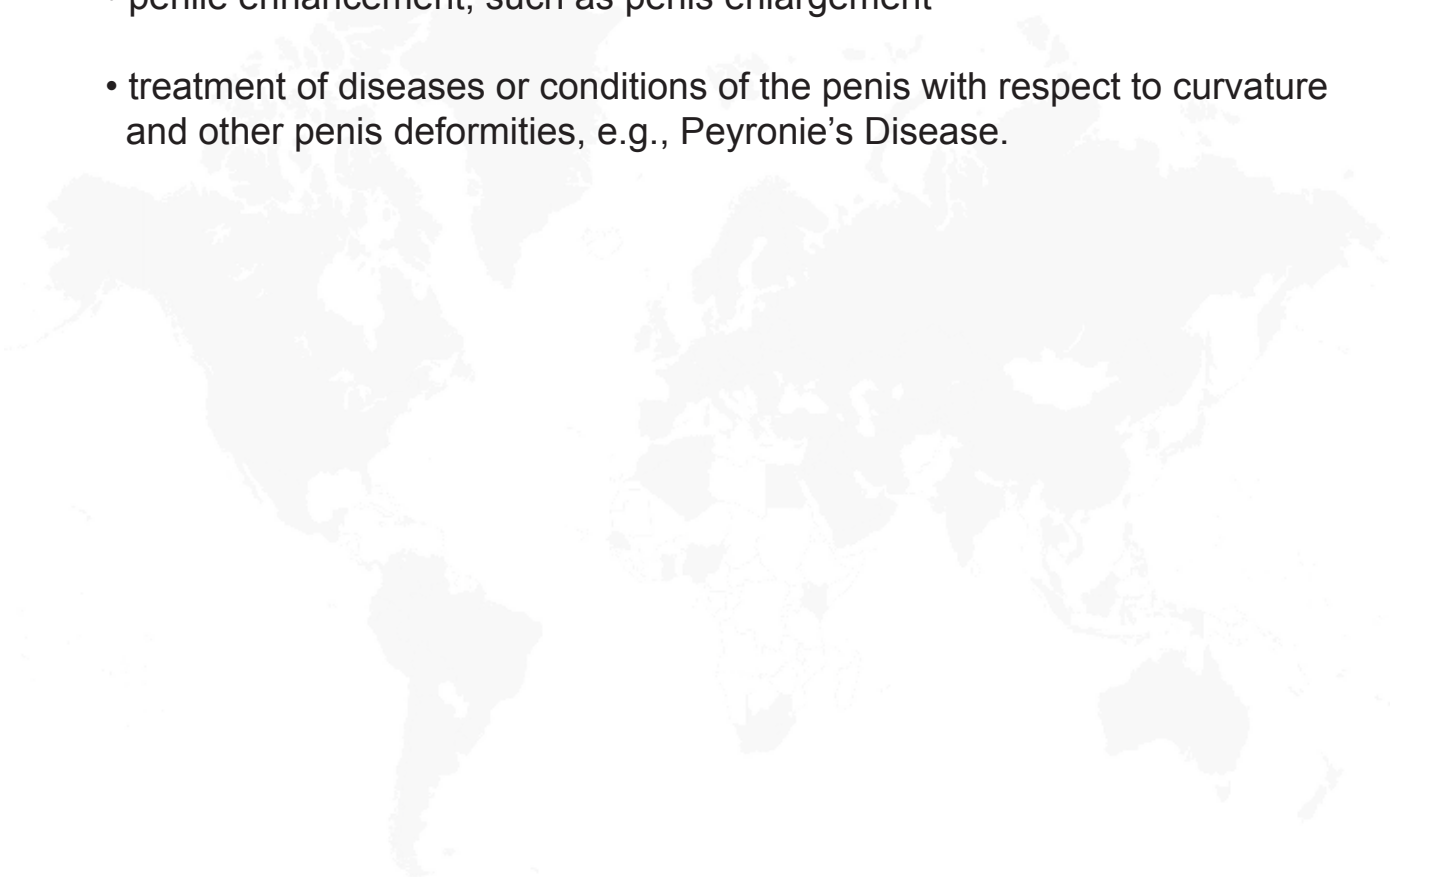 • penile enhancement, such as penis enlargement
• treatment of diseases or conditions of the penis with respect to curvature
and other penis deformities, e.g., Peyronie’s Disease.